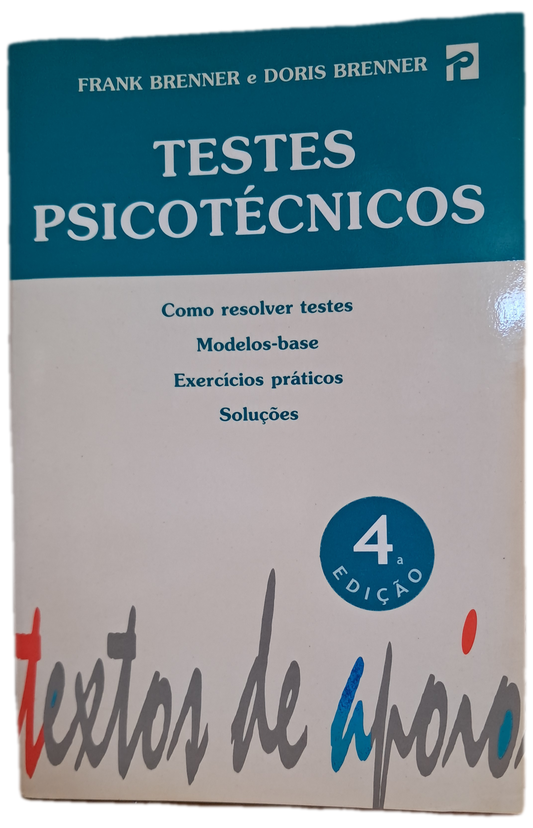 FRANK BRENNER e DORIS BRENNER
P
TESTES
PSICOTÉCNICOS
Como resolver testes
Modelos-base
Exercícios práticos
Soluções
4ª
EDIÇÃO
textos de apoio